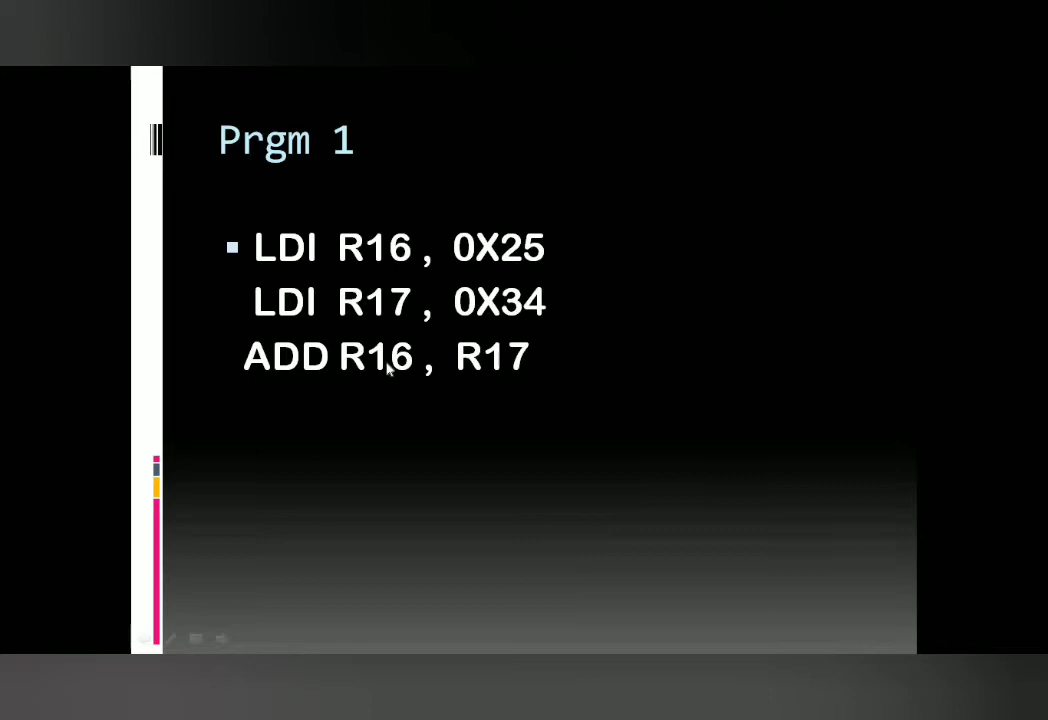 Prgm 1
LDI R16 , 0X25
LDI R17 , 0X34
ADD R16 , R17